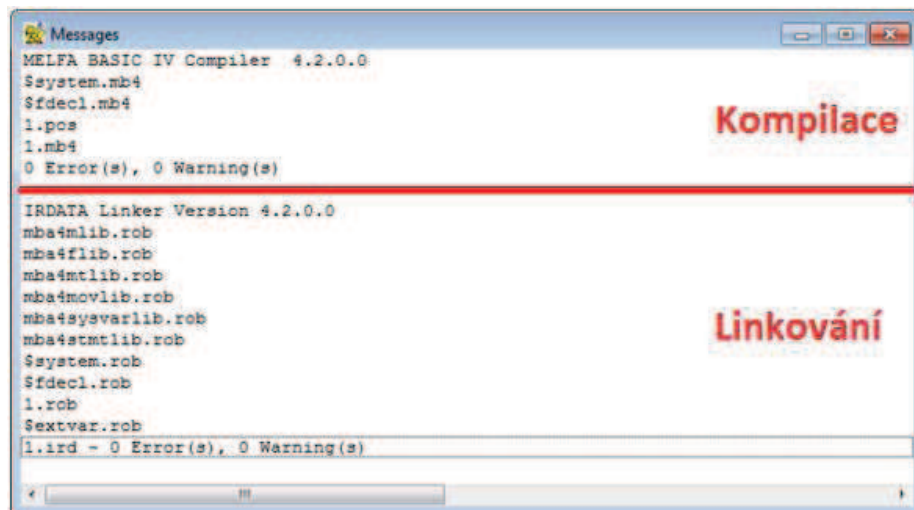 Messages
MELFA BASIC IV Compiler 4.2.0.0
$system.mb4
$fdecl.mb4
1.pos
1.mb4
0 Error(s), 0 Warning(s)
Kompilace
IRDATA Linker Version 4.2.0.0
mba4mlib.rob
mba4flib.rob
mba4mtlib.rob
mba4movlib.rob
mba4sysvarlib.rob
mba4stmtlib.rob
$system.rob
$fdecl.rob
1.rob
$extvar.rob
1.ird - 0 Error(s), 0 Warning(s)
Linkování